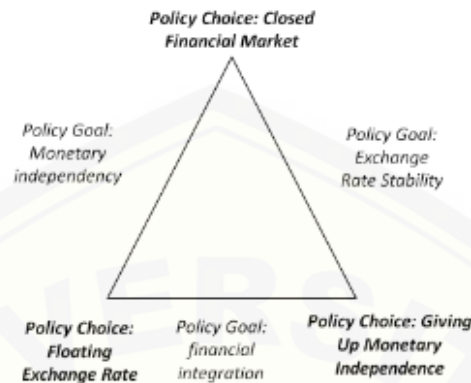 Policy Choice: Closed
Financial Market
Policy Goal:
Monetary
independency
Policy Goal:
Exchange
Rate Stability
Policy Choice:
Floating
Exchange Rate
Policy Goal:
financial
integration
Policy Choice: Giving
Up Monetary
Independence